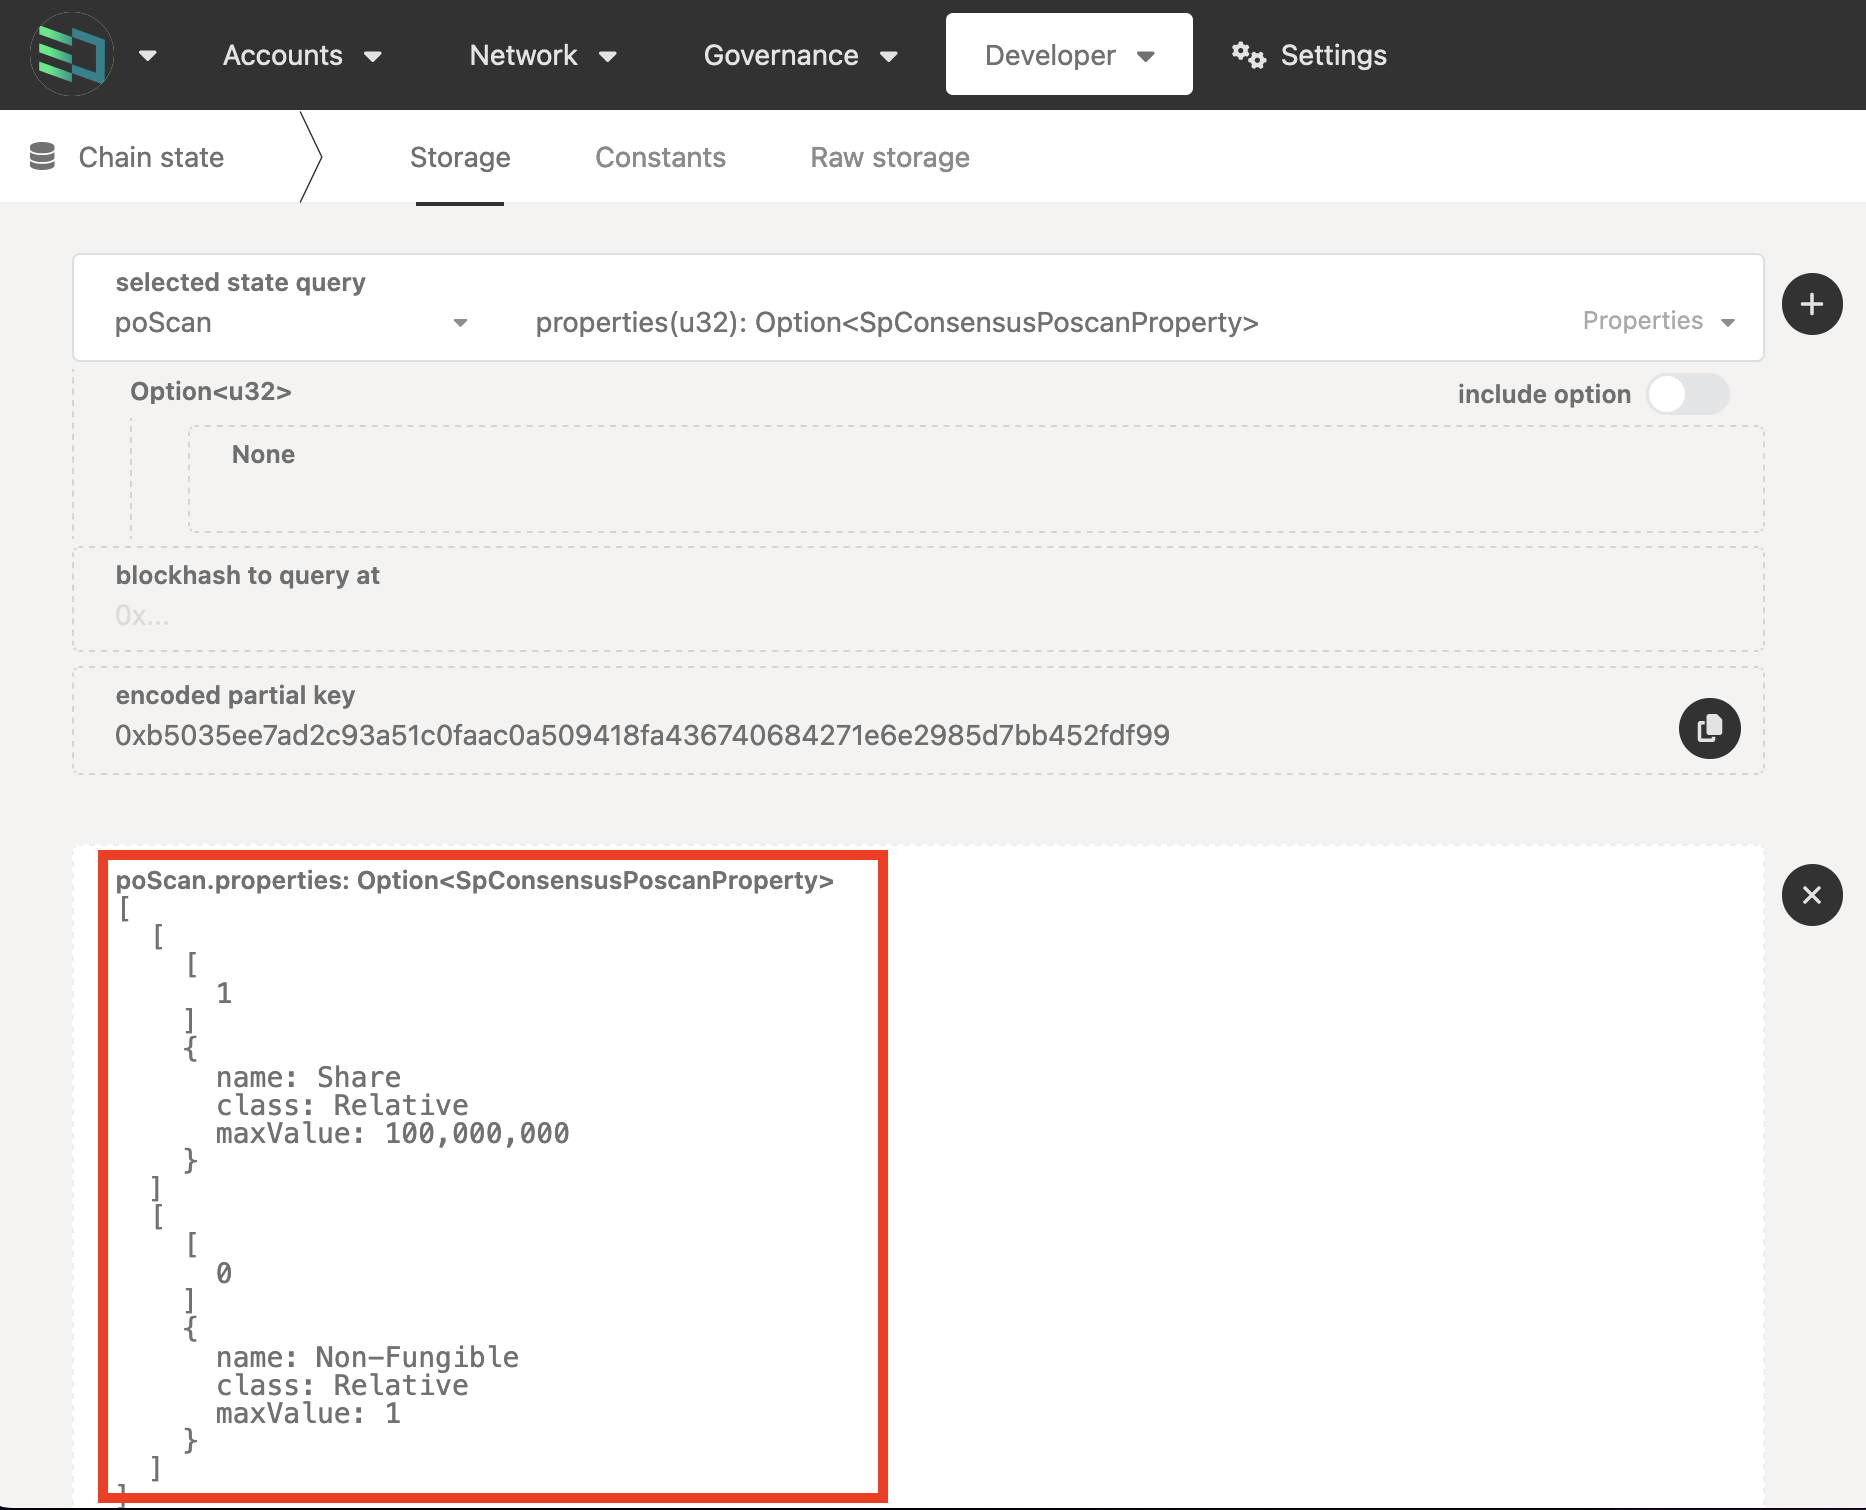 Accounts Network Governance Developer Settings
Chain state Storage Constants Raw storage
selected state query
poScan properties(u32): Option<SpConsensusPoscanProperty> Properties
Option<u32> include option
None
blockhash to query at
0x...
encoded partial key
0xb5035ee7ad2c93a51c0faac0a509418fa436740684271e6e2985d7bb452fdf99
poScan.properties: Option<SpConsensusPoscanProperty>
[
[
[
1
]
{
name: Share
class: Relative
maxValue: 100,000,000
}
]
[
[
0
]
{
name: Non-Fungible
class: Relative
maxValue: 1
}
]
]